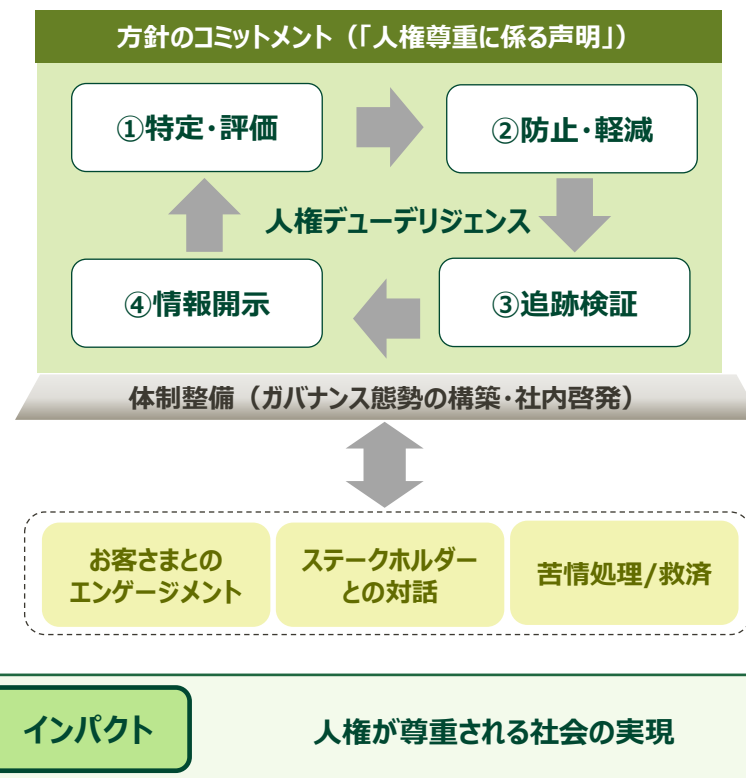 方針のコミットメント（「人権尊重に係る声明」）
①特定・評価
②防止・軽減
人権デューデリジェンス
④情報開示
③追跡検証
体制整備（ガバナンス態勢の構築・社内啓発）
お客さまとの
エンゲージメント
ステークホルダー
との対話
苦情処理/救済
インパクト
人権が尊重される社会の実現